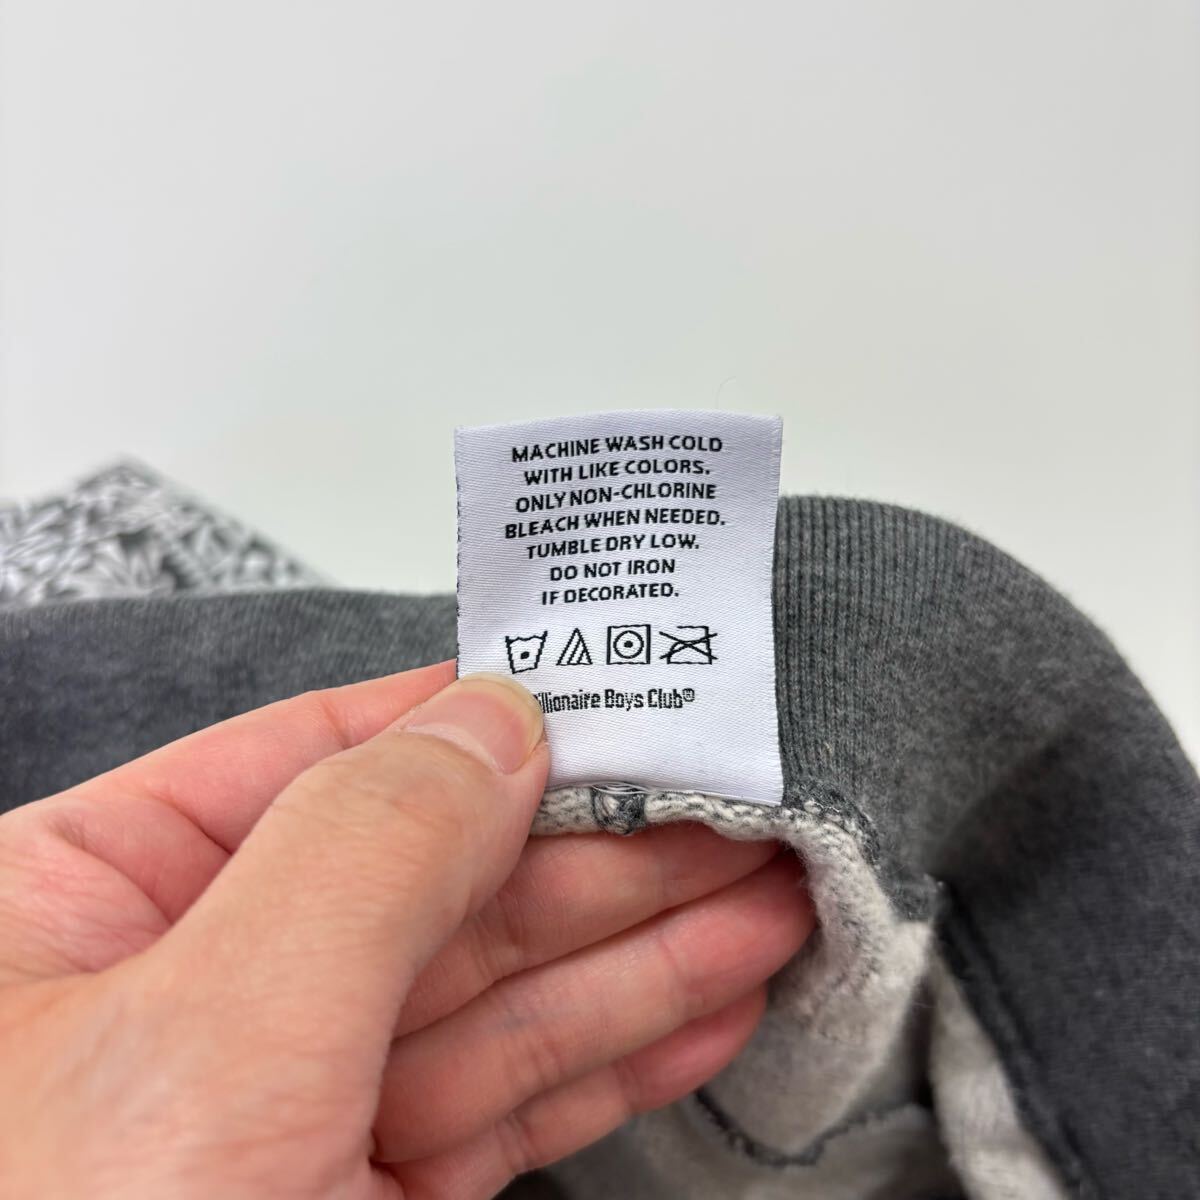 MACHINE WASH COLD
WITH LIKE COLORS.
ONLY NON-CHLORINE
BLEACH WHEN NEEDED.
TUMBLE DRY LOW.
DO NOT IRON
IF DECORATED.
Boys Club®